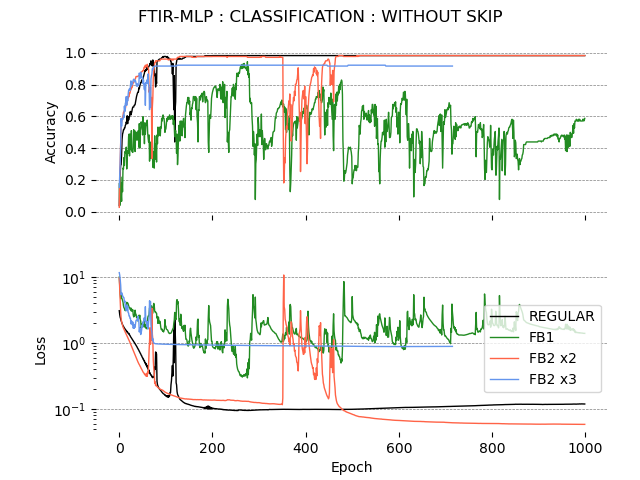 FTIR-MLP : CLASSIFICATION : WITHOUT SKIP
Accuracy
1.0
0.8
0.6
0.4
0.2
0.0
Loss
10¹
10⁰
10⁻¹
REGULAR
FB1
FB2 x2
FB2 x3
0 200 400 600 800 1000
Epoch